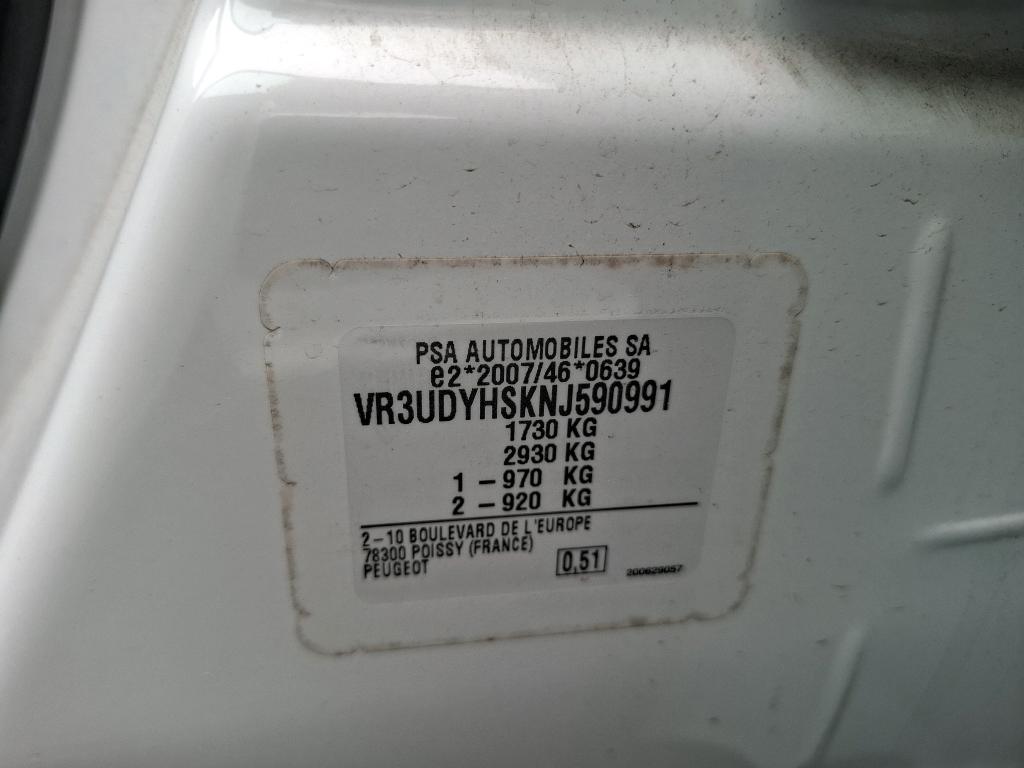 PSA AUTOMOBILES SA
e2*2007/46*0639
VR3UDYHSKNJ590991
1730 KG
2930 KG
1 – 970 KG
2 – 920 KG
2–10 BOULEVARD DE L'EUROPE
78300 POISSY (FRANCE)
PEUGEOT
0,51
200629057